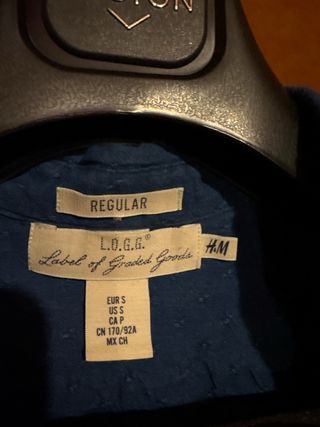 REGULAR
L.O.G.G.®
Label of Graded Goods
H&M
EUR S
US S
CA P
CN 170/92A
MX CH